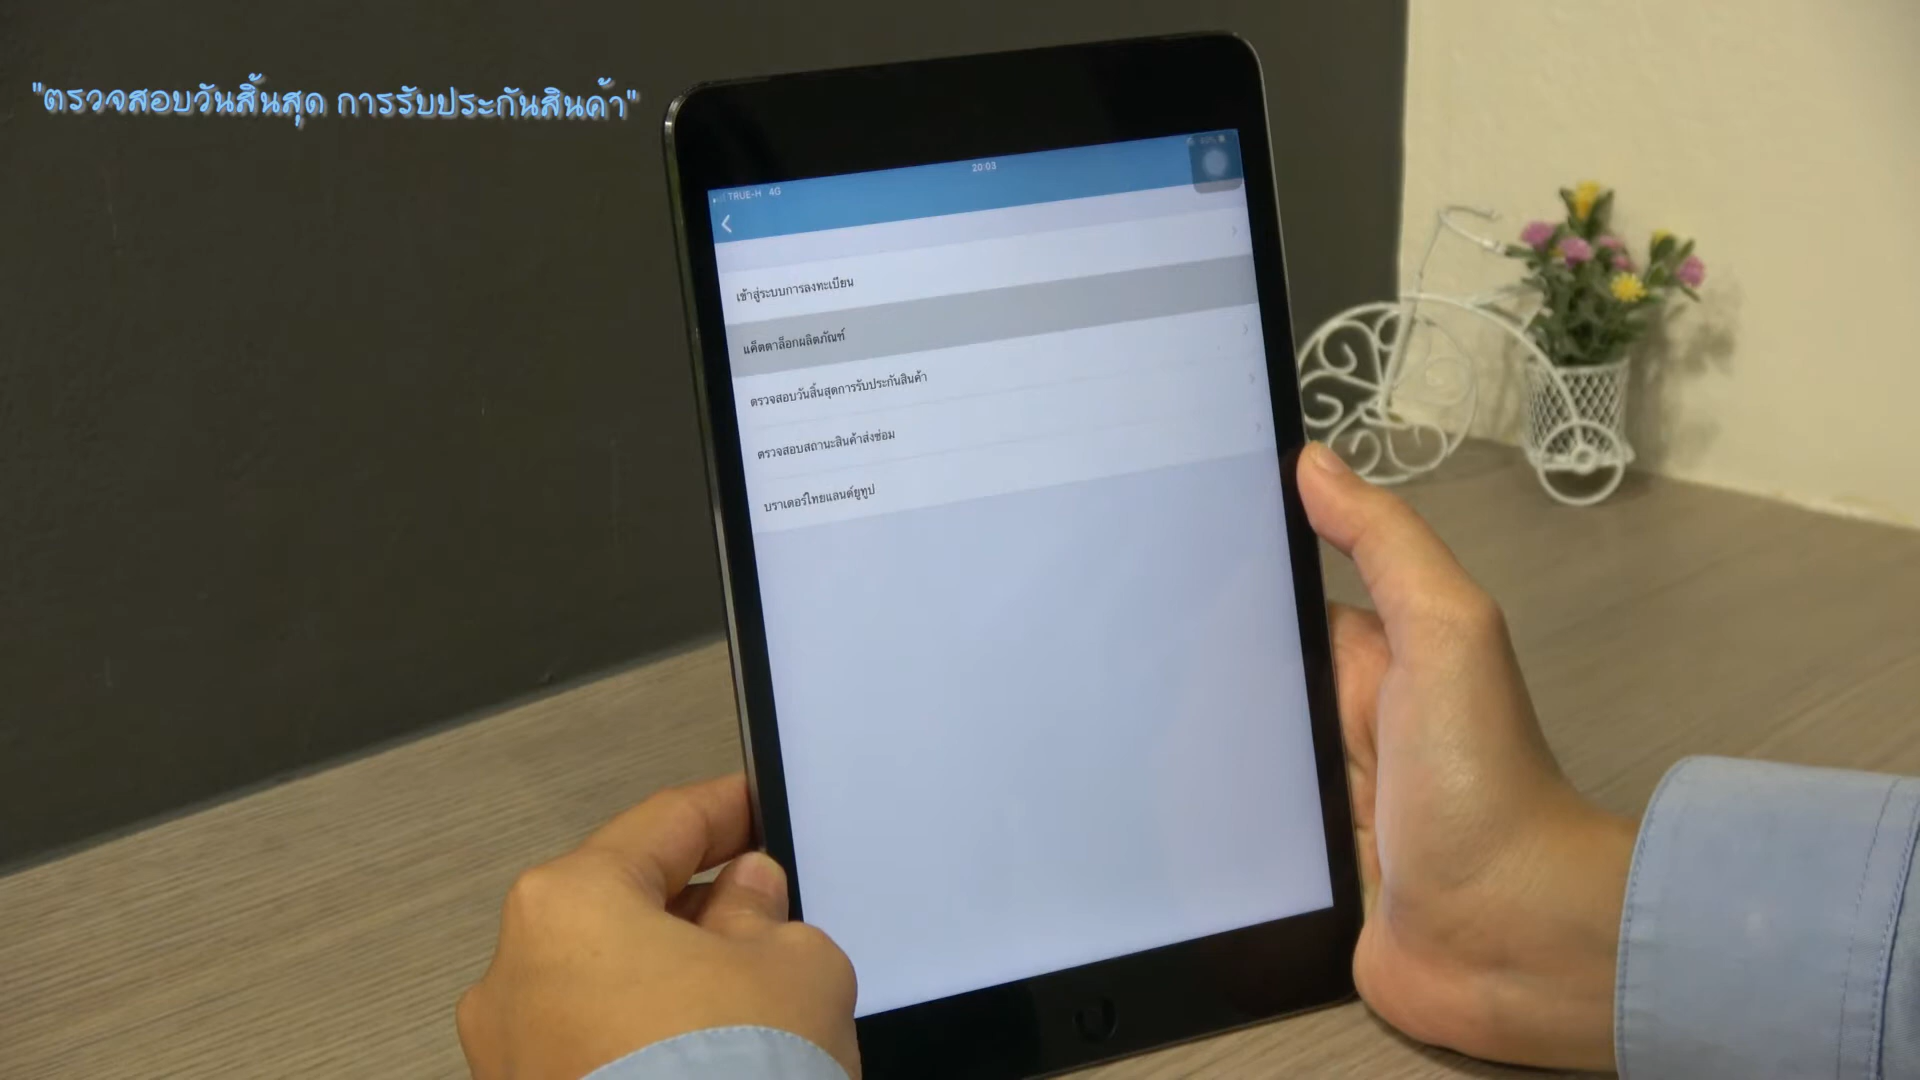 "ตรวจสอบวันสิ้นสุด การรับประกันสินค้า"
TRUE-H 4G
20:03
เข้าสู่ระบบการลงทะเบียน
แค็ตตาล็อกผลิตภัณฑ์
ตรวจสอบวันสิ้นสุดการรับประกันสินค้า
ตรวจสอบสถานะสินค้าส่งซ่อม
บราเดอร์ไทยแลนด์ยูทูป